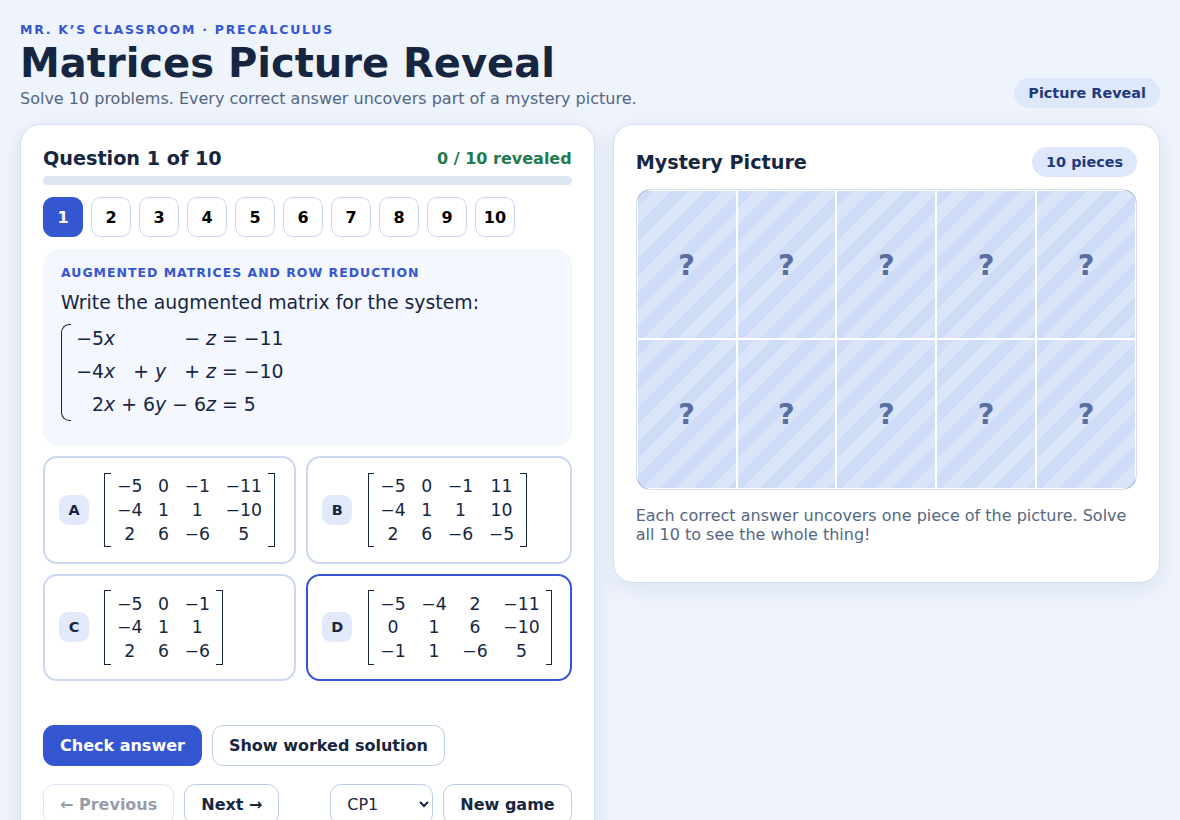 MR. K’S CLASSROOM · PRECALCULUS
Matrices Picture Reveal
Solve 10 problems. Every correct answer uncovers part of a mystery picture.
Picture Reveal
Question 1 of 10
0 / 10 revealed
1 2 3 4 5 6 7 8 9 10
AUGMENTED MATRICES AND ROW REDUCTION
Write the augmented matrix for the system:
−5x − z = −11
−4x + y + z = −10
2x + 6y − 6z = 5
A
−5 0 −1 −11
−4 1 1 −10
2 6 −6 5
B
−5 0 −1 11
−4 1 1 10
2 6 −6 −5
C
−5 0 −1
−4 1 1
2 6 −6
D
−5 −4 2 −11
0 1 6 −10
−1 1 −6 5
Check answer
Show worked solution
← Previous
Next →
CP1
New game
Mystery Picture
10 pieces
? ? ? ? ?
? ? ? ? ?
Each correct answer uncovers one piece of the picture. Solve
all 10 to see the whole thing!